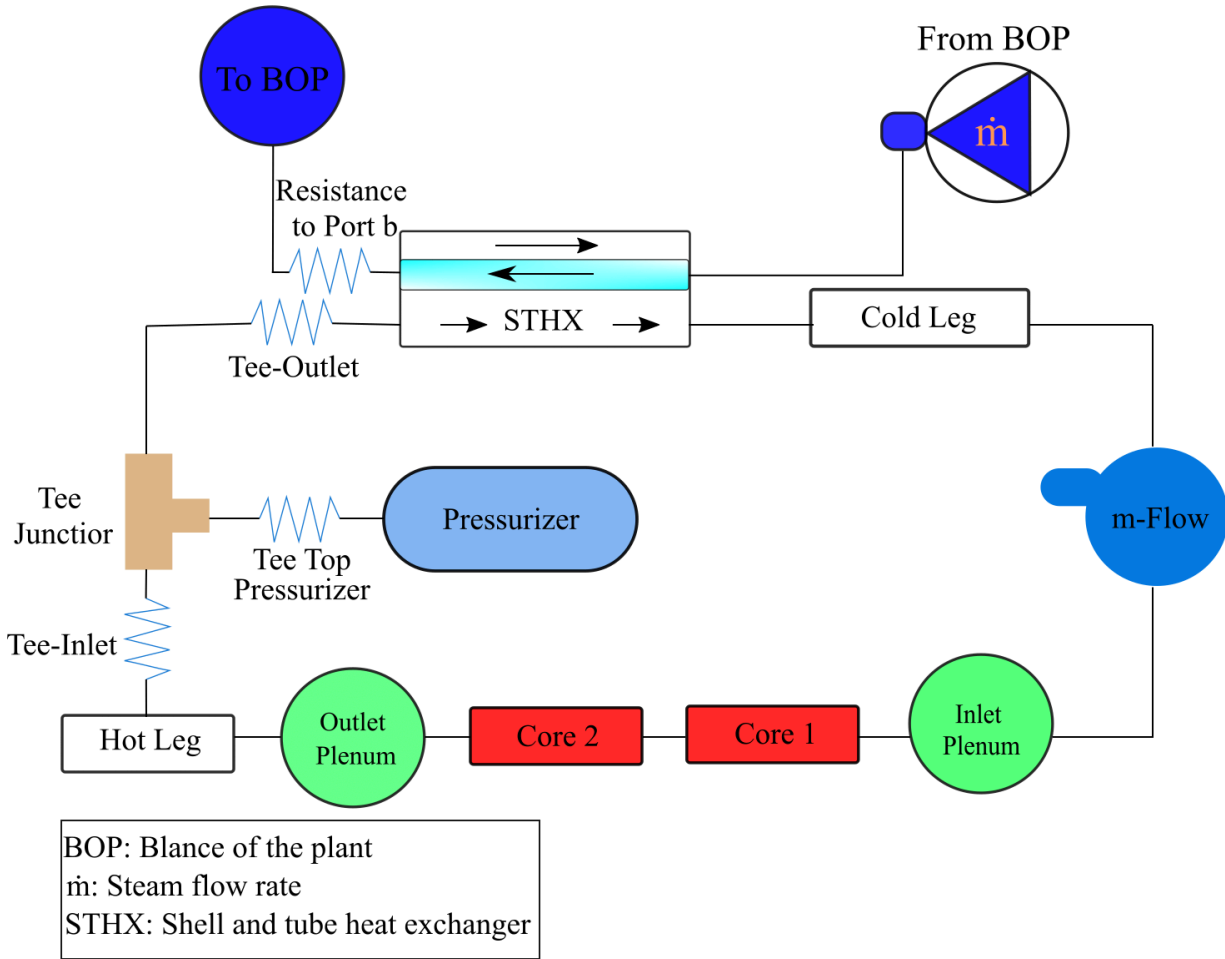 From BOP
To BOP
ṁ
Resistance
to Port b
STHX
Cold Leg
Tee-Outlet
Tee
Junctior
Pressurizer
m-Flow
Tee Top
Pressurizer
Tee-Inlet
Hot Leg
Outlet
Plenum
Core 2
Core 1
Inlet
Plenum
BOP: Blance of the plant
ṁ: Steam flow rate
STHX: Shell and tube heat exchanger